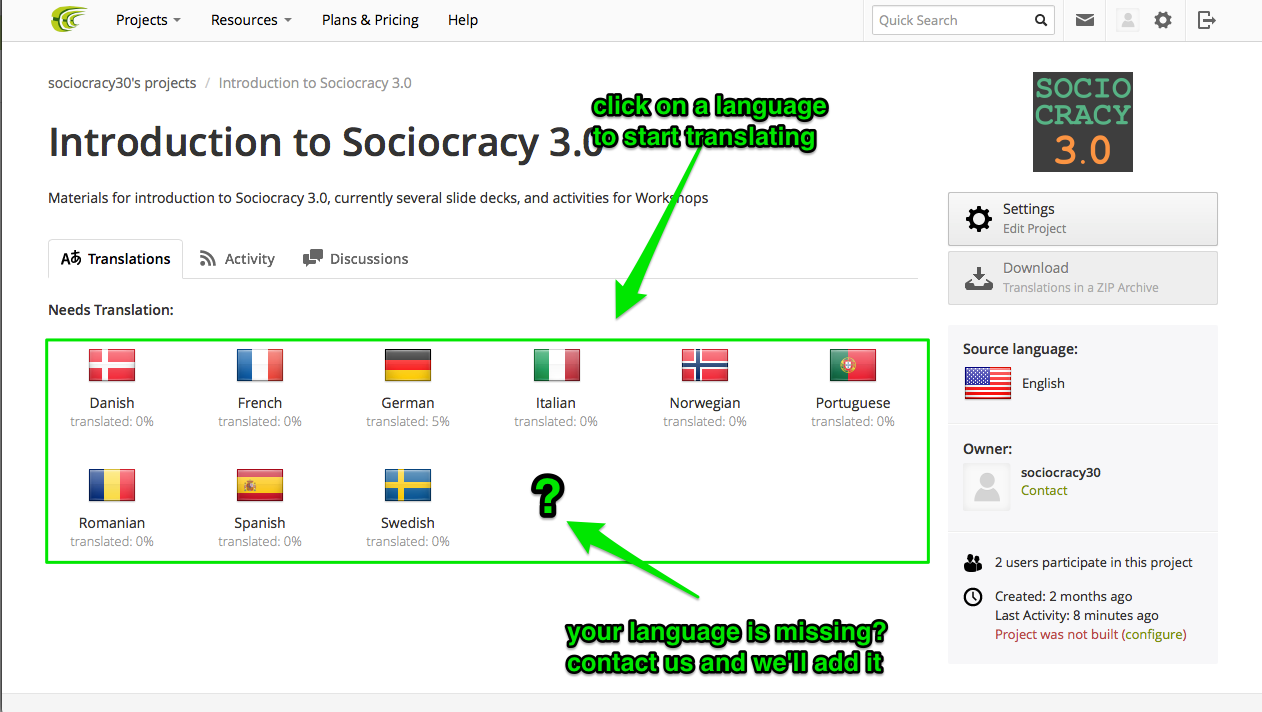 Projects Resources Plans & Pricing Help Quick Search
sociocracy30's projects / Introduction to Sociocracy 3.0
click on a language
to start translating
Introduction to Sociocracy 3.0
Materials for introduction to Sociocracy 3.0, currently several slide decks, and activities for Workshops
Aあ Translations Activity Discussions
Needs Translation:
Danish French German Italian Norwegian Portuguese
translated: 0% translated: 0% translated: 5% translated: 0% translated: 0% translated: 0%
Romanian Spanish Swedish ?
translated: 0% translated: 0% translated: 0%
your language is missing?
contact us and we'll add it
SOCIO
CRACY
3.0
Settings
Edit Project
Download
Translations in a ZIP Archive
Source language:
English
Owner:
sociocracy30
Contact
2 users participate in this project
Created: 2 months ago
Last Activity: 8 minutes ago
Project was not built (configure)